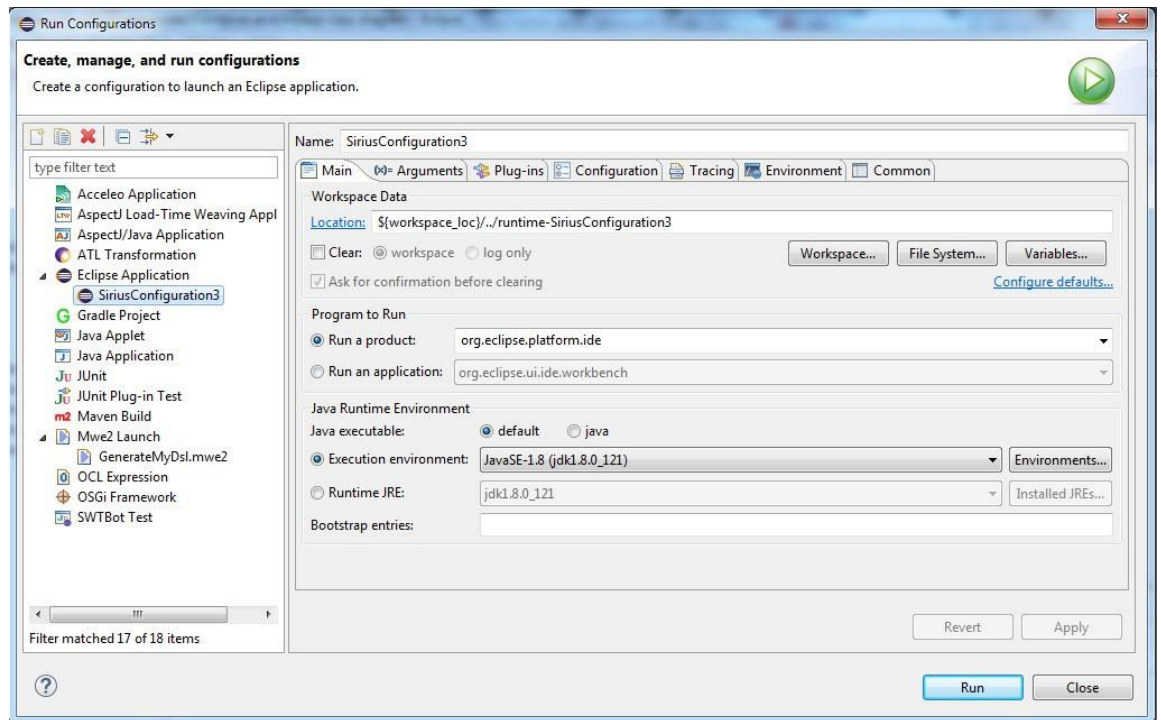 Run Configurations
Create, manage, and run configurations
Create a configuration to launch an Eclipse application.
type filter text
Acceleo Application
AspectJ Load-Time Weaving Appl
AspectJ/Java Application
ATL Transformation
Eclipse Application
SiriusConfiguration3
Gradle Project
Java Applet
Java Application
JUnit
JUnit Plug-in Test
Maven Build
Mwe2 Launch
GenerateMyDsl.mwe2
OCL Expression
OSGi Framework
SWTBot Test
Filter matched 17 of 18 items
Name: SiriusConfiguration3
Main (x)= Arguments Plug-ins Configuration Tracing Environment Common
Workspace Data
Location: ${workspace_loc}/../runtime-SiriusConfiguration3
Clear: workspace log only Workspace... File System... Variables...
Ask for confirmation before clearing Configure defaults...
Program to Run
Run a product: org.eclipse.platform.ide
Run an application: org.eclipse.ui.ide.workbench
Java Runtime Environment
Java executable: default java
Execution environment: JavaSE-1.8 (jdk1.8.0_121) Environments...
Runtime JRE: jdk1.8.0_121 Installed JREs...
Bootstrap entries:
Revert Apply
Run Close